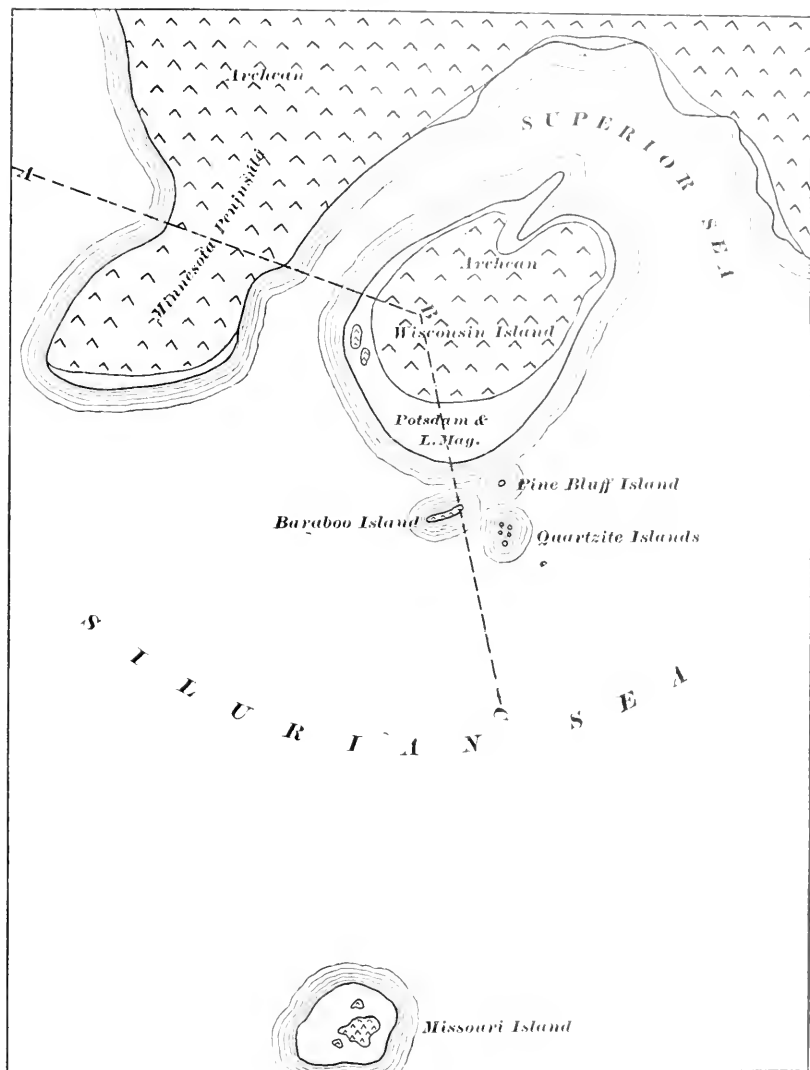 Archean
SUPERIOR SEA
A
Minnesota Peninsula
Archean
B
Wisconsin Island
Potsdam &
L. Mag.
Pine Bluff Island
Baraboo Island
Quartzite Islands
SILURIAN SEA
C
Missouri Island